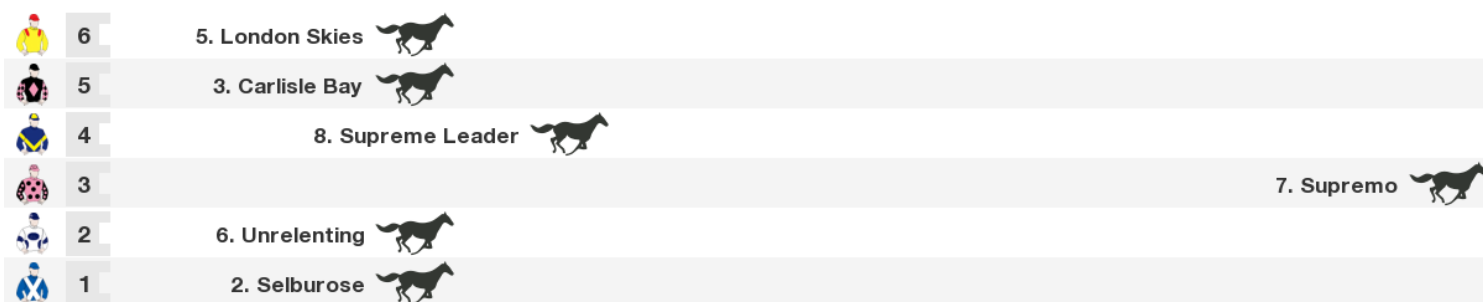 6 5. London Skies
5 3. Carlisle Bay
4 8. Supreme Leader
3 7. Supremo
2 6. Unrelenting
1 2. Selburose